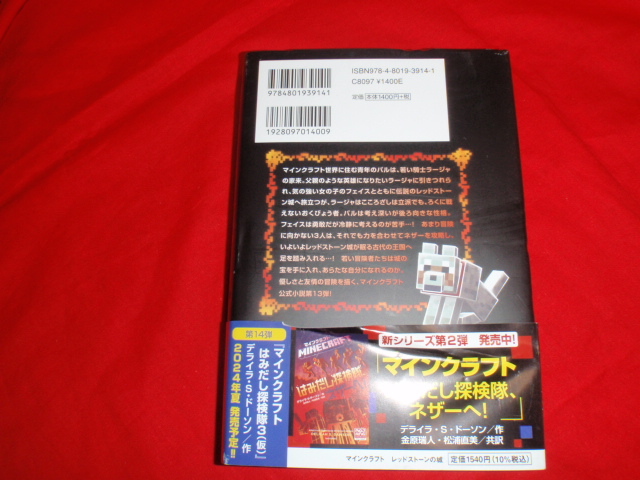 ISBN978-4-8019-3914-1
C8097 ¥1400E
定価 本体1400円+税
9784801939141
1928097014009
マインクラフト世界に住む青年のバルは、若い騎士ラージャ
の家来。父親のような英雄になりたいラージャに引きつれら
れ、気の強い女の子のフェイスとともに伝説のレッドスト
ン城へ旅立つが、ラージャはこころざしは立派でも、ろくに戦
えないおくびょう者、バルは考え深いが後ろ向きな性格、
フェイスは勇敢だが冷静に考えるのが苦手…！ あまり冒険
に向かない3人は、それでも力を合わせてネザーを攻略し、
いよいよレッドストーン城が眠る古代の王国へ
足を踏み入れる…！ 若い冒険者たちは城の
宝を手に入れ、あらたな自分になれるのか。
優しさと友情の冒険を描く、マインクラフト
公式小説第13弾！
第14弾
『マインクラフト
はみだし探検隊3(仮)』
デライラ・S・ドーソン／作
2024年夏 発売予定!!
マインクラフト
MINECRAFT
はみだし探検隊
新シリーズ第2弾 発売中!
「マインクラフト
だし探検隊、
ネザーへ！」
デライラ・S・ドーソン／作
金原瑞人・松浦直美／共訳
マインクラフト レッドストーンの城
定価 1540円(10%税込)